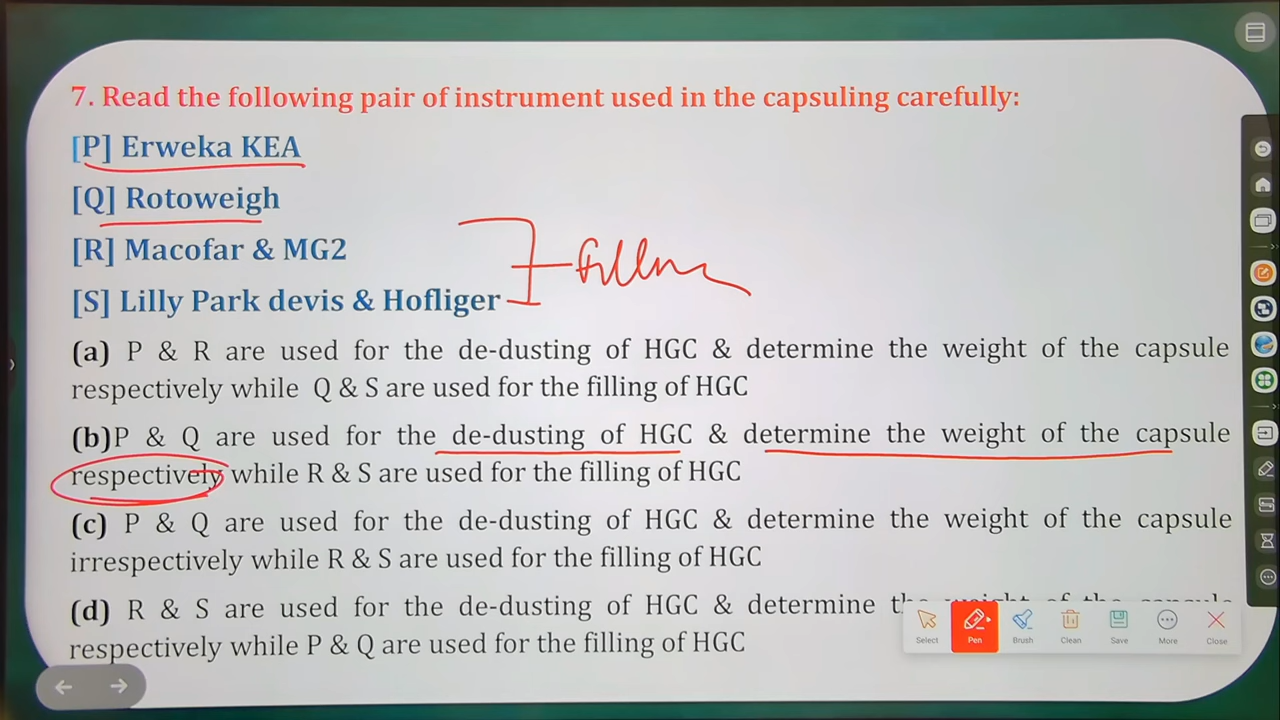 7. Read the following pair of instrument used in the capsuling carefully:
[P] Erweka KEA
[Q] Rotoweigh
[R] Macofar & MG2
[S] Lilly Park devis & Hofliger
(a) P & R are used for the de-dusting of HGC & determine the weight of the capsule
respectively while Q & S are used for the filling of HGC
(b)P & Q are used for the de-dusting of HGC & determine the weight of the capsule
respectively while R & S are used for the filling of HGC
(c) P & Q are used for the de-dusting of HGC & determine the weight of the capsule
irrespectively while R & S are used for the filling of HGC
(d) R & S are used for the de-dusting of HGC & determine
respectively while P & Q are used for the filling of HGC
Select Pen Brush Clean Save More Close